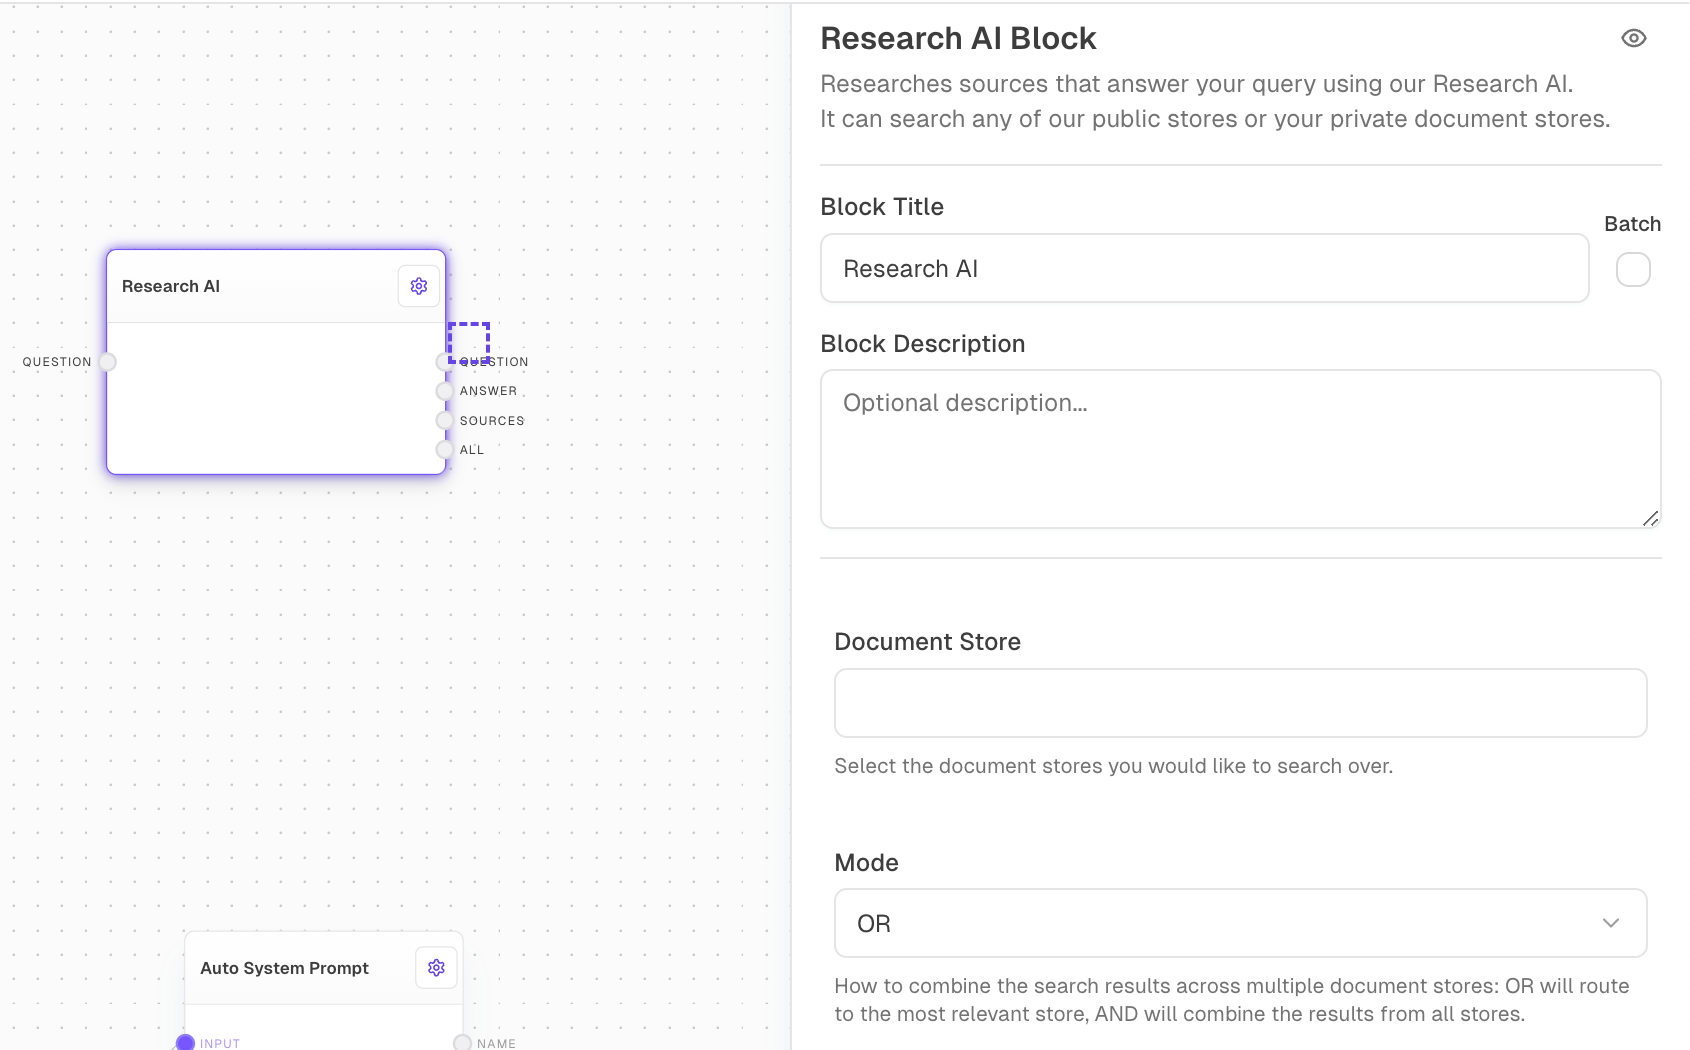 Research AI
QUESTION
QUESTION
ANSWER
SOURCES
ALL
Auto System Prompt
INPUT
NAME
Research AI Block
Researches sources that answer your query using our Research AI.
It can search any of our public stores or your private document stores.
Block Title
Batch
Research AI
Block Description
Optional description...
Document Store
Select the document stores you would like to search over.
Mode
OR
How to combine the search results across multiple document stores: OR will route
to the most relevant store, AND will combine the results from all stores.